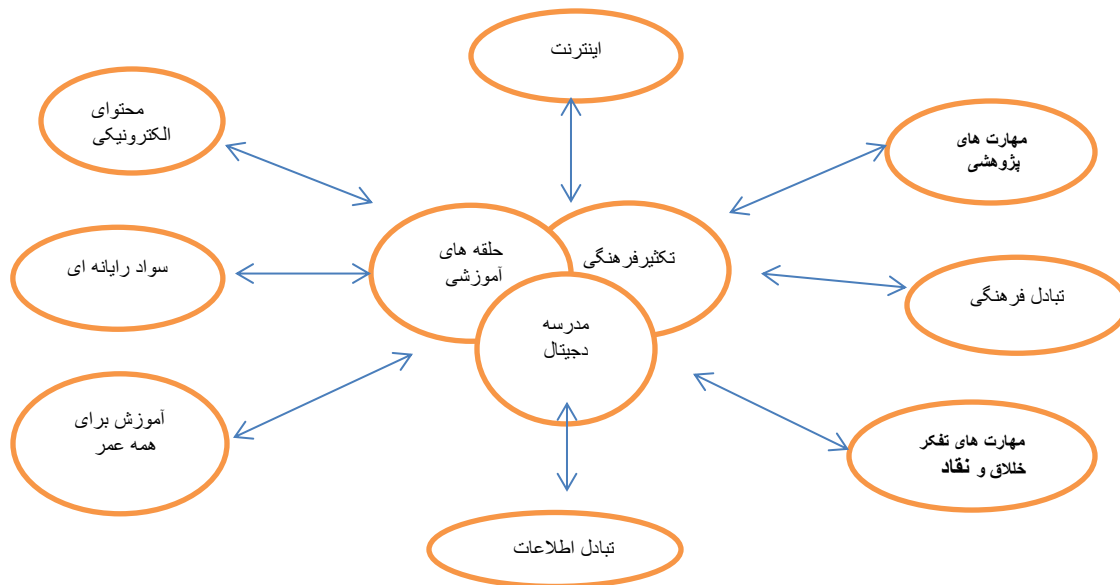 اینترنت
محتوای
الکترونیکی
مهارت های
پژوهشی
حلقه های
آموزشی
تکثیرفرهنگی
سواد رایانه ای
تبادل فرهنگی
مدرسه
دجیتال
آموزش برای
همه عمر
مهارت های تفکر
خللاق و نقاد
تبادل اطلاعات